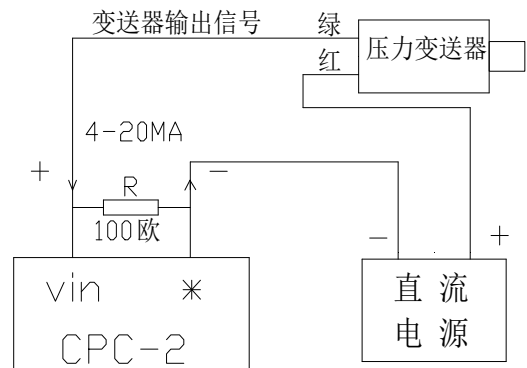 变送器输出信号
绿
红
压力变送器
4-20MA
+
-
R
100欧
-
+
vin *
CPC-2
直流
电源